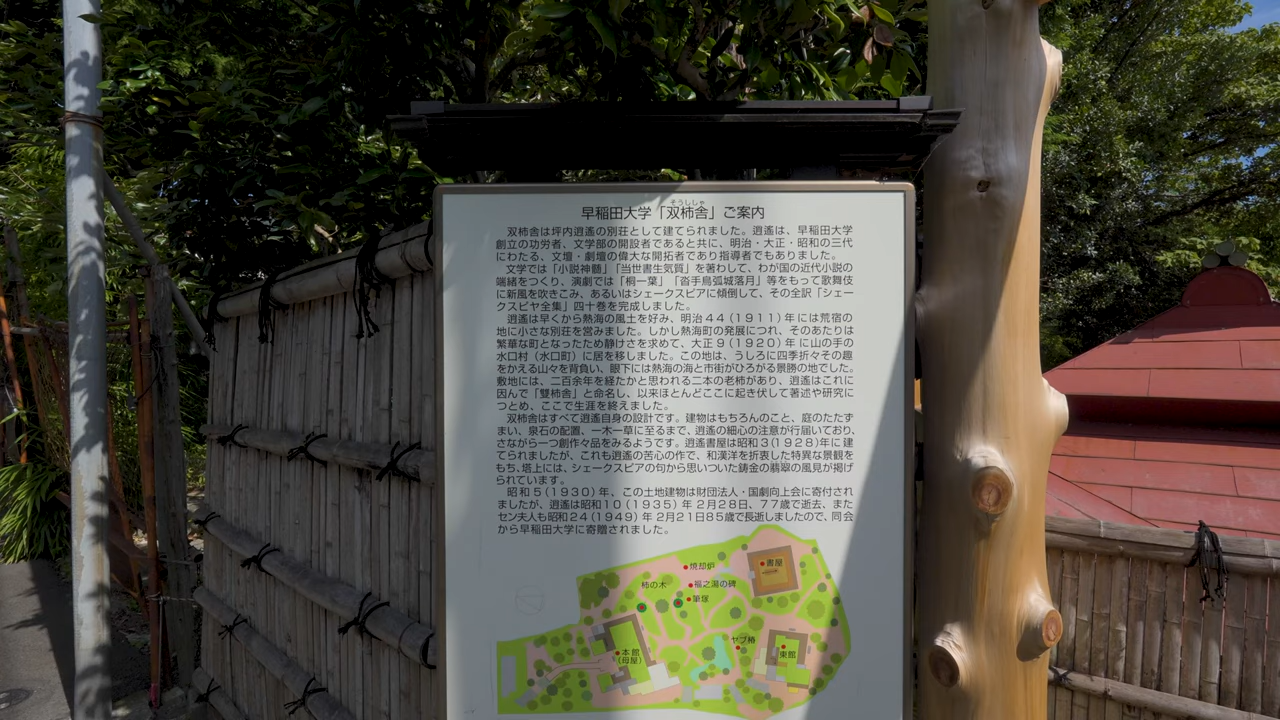 そうししゃ
早稲田大学「双柿舎」ご案内
双柿舎は坪内逍遥の別荘として建てられました。逍遥は、早稲田大学
創立の功労者、文学部の開設者であると共に、明治・大正・昭和の三代
にわたる、文壇・劇壇の偉大な開拓者であり指導者でもありました。
文学では「小説神髄」「当世書生気質」を著わして、わが国の近代小説の
端緒をつくり、演劇では「桐一葉」「沓手鳥孤城落月」等をもって歌舞伎
に新風を吹きこみ、あるいはシェークスピアに傾倒して、その全訳「シェー
クスピヤ全集」四十巻を完成しました。
逍遥は早くから熱海の風土を好み、明治44(1911)年には荒宿の
地に小さな別荘を営みました。しかし熱海町の発展につれ、そのあたりは
繁華な町となったため静けさを求めて、大正9(1920)年に山の手の
水口村（水口町）に居を移しました。この地は、うしろに四季折々その趣
をかえる山々を背負い、眼下には熱海の海と市街がひろがる景勝の地でした。
敷地には、二百余年を経たかと思われる二本の老柿があり、逍遥はこれに
因んで「雙柿舎」と命名し、以来ほとんどここに起き伏して著述や研究に
つとめ、ここで生涯を終えました。
双柿舎はすべて逍遥自身の設計です。建物はもちろんのこと、庭のたたず
まい、泉石の配置、一木一草に至るまで、逍遥の細心の注意が行届いており、
さながら一つ創作々品をみるようです。逍遥書屋は昭和3(1928)年に建
てられましたが、これも逍遥の苦心の作で、和漢洋を折衷した特異な景観を
もち、塔上には、シェークスピアの句から思いついた鋳金の翡翠の風見が掲げ
られています。
昭和5(1930)年、この土地建物は財団法人・国劇向上会に寄付され
ましたが、逍遥は昭和10(1935)年2月28日、77歳で逝去、また
セン夫人も昭和24(1949)年2月21日85歳で長逝しましたので、同会
から早稲田大学に寄贈されました。
焼却炉
書屋
柿の木
福之湯の碑
筆塚
ヤブ椿
本館
(母屋)
東館